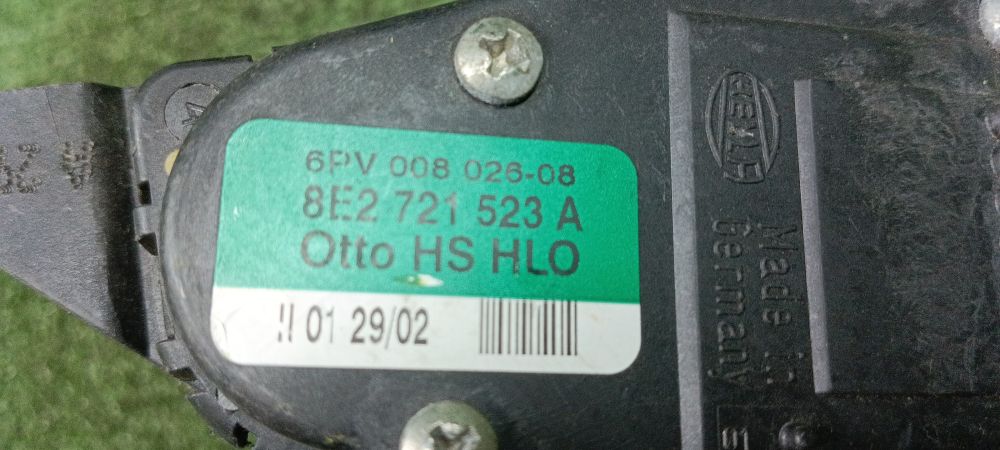 6PV 008 026-08
8E2 721 523 A
Otto HS HLO
01 29/02
HELLA
Made in
Germany